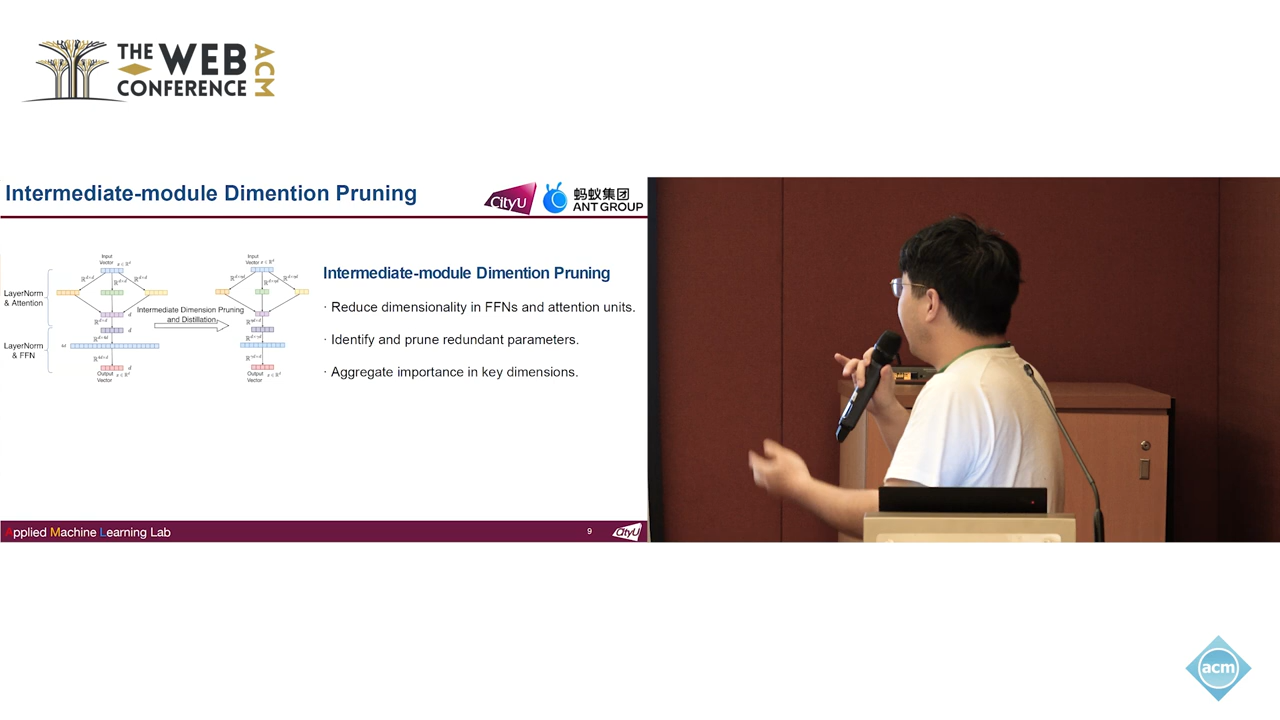 THE WEB
CONFERENCE
ACM
Intermediate-module Dimention Pruning
CityU
蚂蚁集团
ANT GROUP
Input
Vector
LayerNorm
& Attention
LayerNorm
& FFN
Output
Vector
Intermediate Dimension Pruning
and Distillation
Input
Vector
Output
Vector
Intermediate-module Dimention Pruning
· Reduce dimensionality in FFNs and attention units.
· Identify and prune redundant parameters.
· Aggregate importance in key dimensions.
Applied Machine Learning Lab
9
CityU
acm